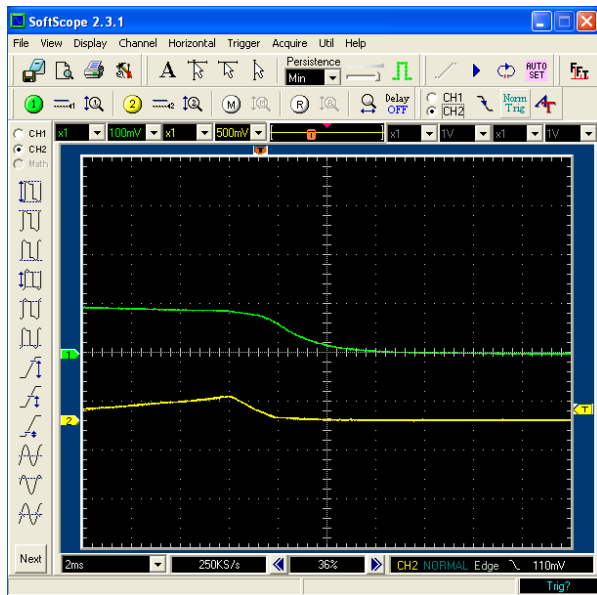 SoftScope 2.3.1
File View Display Channel Horizontal Trigger Acquire Util Help
A Persistence Min AUTO SET FFT
1 2 M R Delay OFF CH1 CH2 Norm Trig
CH1 x1 100mV x1 500mV T x1 1V x1 1V
CH2
Math
T
1
T
2
Next 2ms 250KS/s 36% CH2 NORMAL Edge 110mV
Trig?